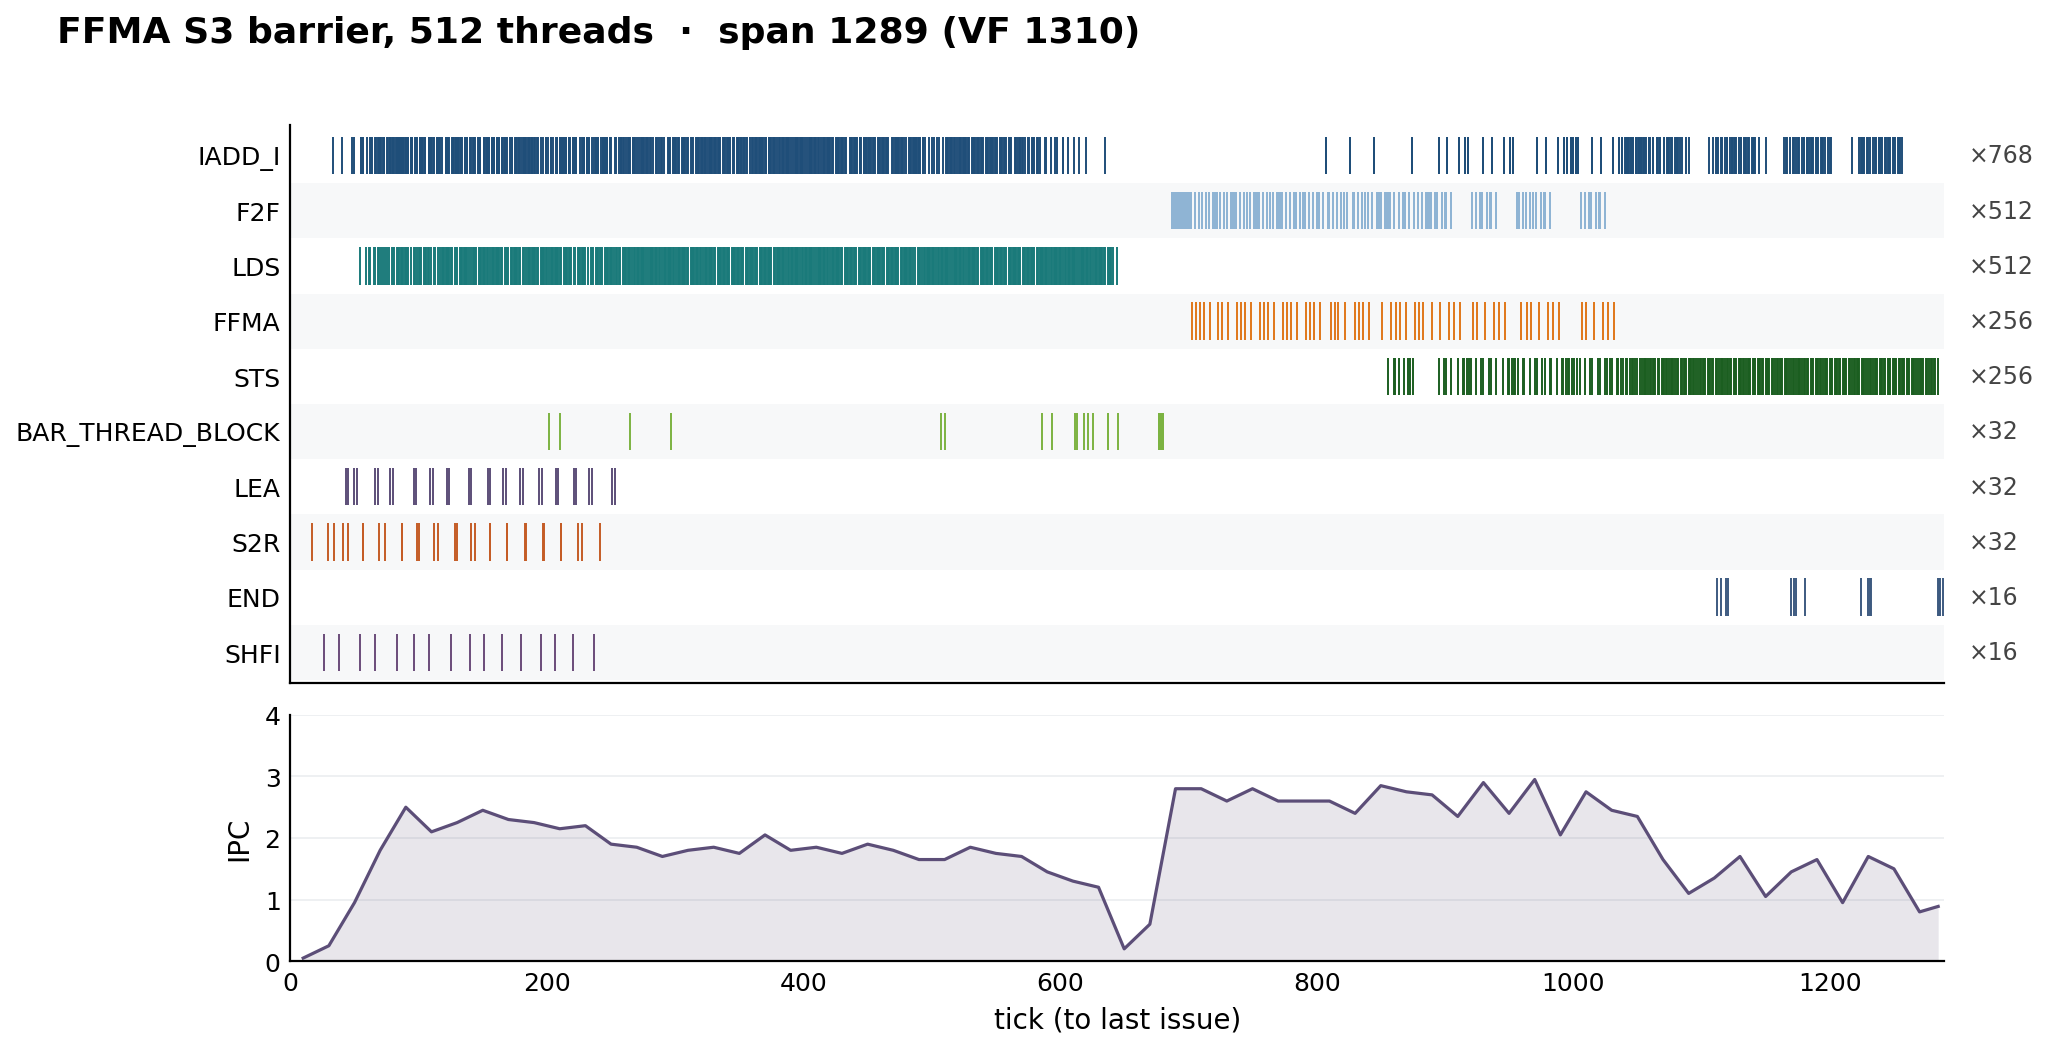 FFMA S3 barrier, 512 threads · span 1289 (VF 1310)
IADD_I ×768
F2F ×512
LDS ×512
FFMA ×256
STS ×256
BAR_THREAD_BLOCK ×32
LEA ×32
S2R ×32
END ×16
SHFI ×16
4
3
2
1
0
IPC
0 200 400 600 800 1000 1200
tick (to last issue)